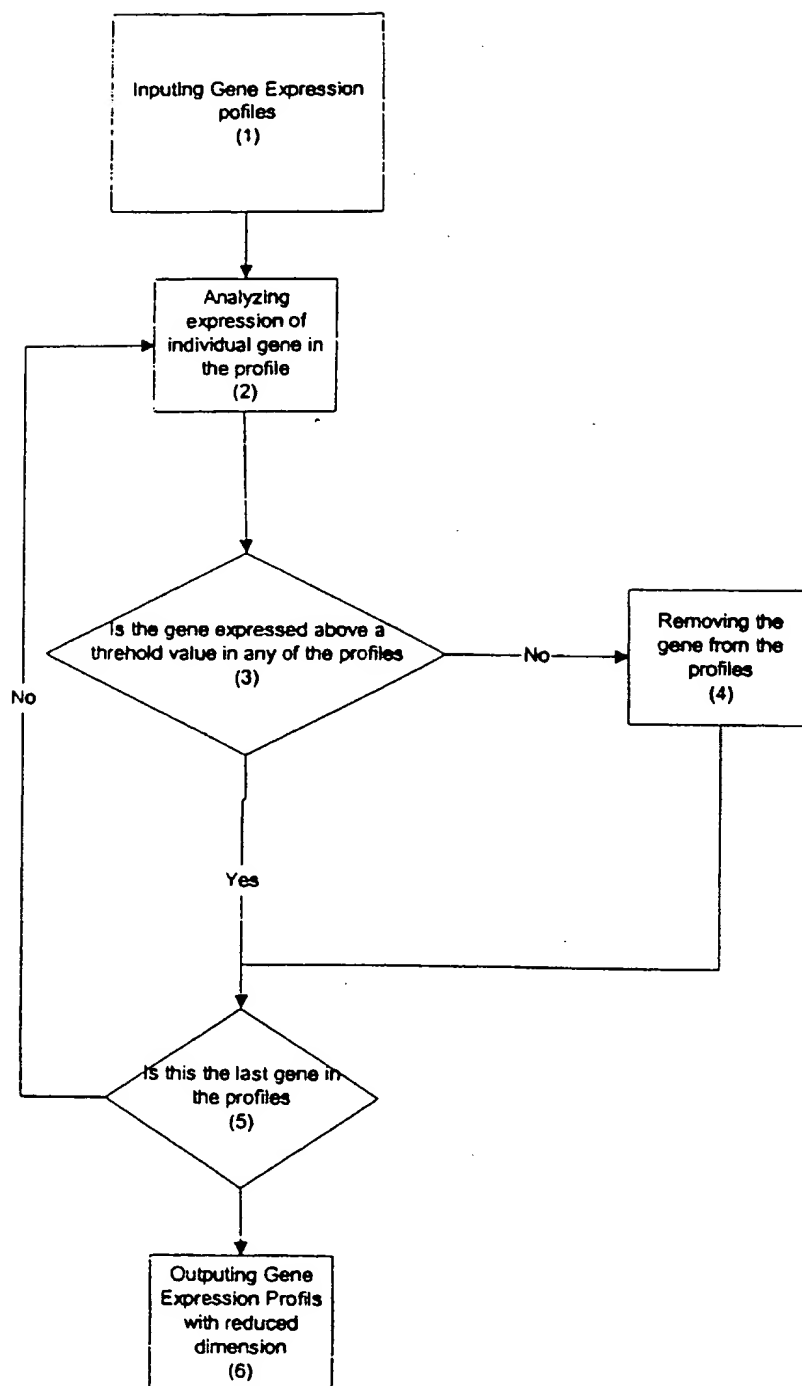 Inputing Gene Expression
pofiles
(1)
Analyzing
expression of
individual gene in
the profile
(2)
Is the gene expressed above a
threhold value in any of the profiles
(3)
No
Removing the
gene from the
profiles
(4)
No
Yes
Is this the last gene in
the profiles
(5)
Outputing Gene
Expression Profils
with reduced
dimension
(6)